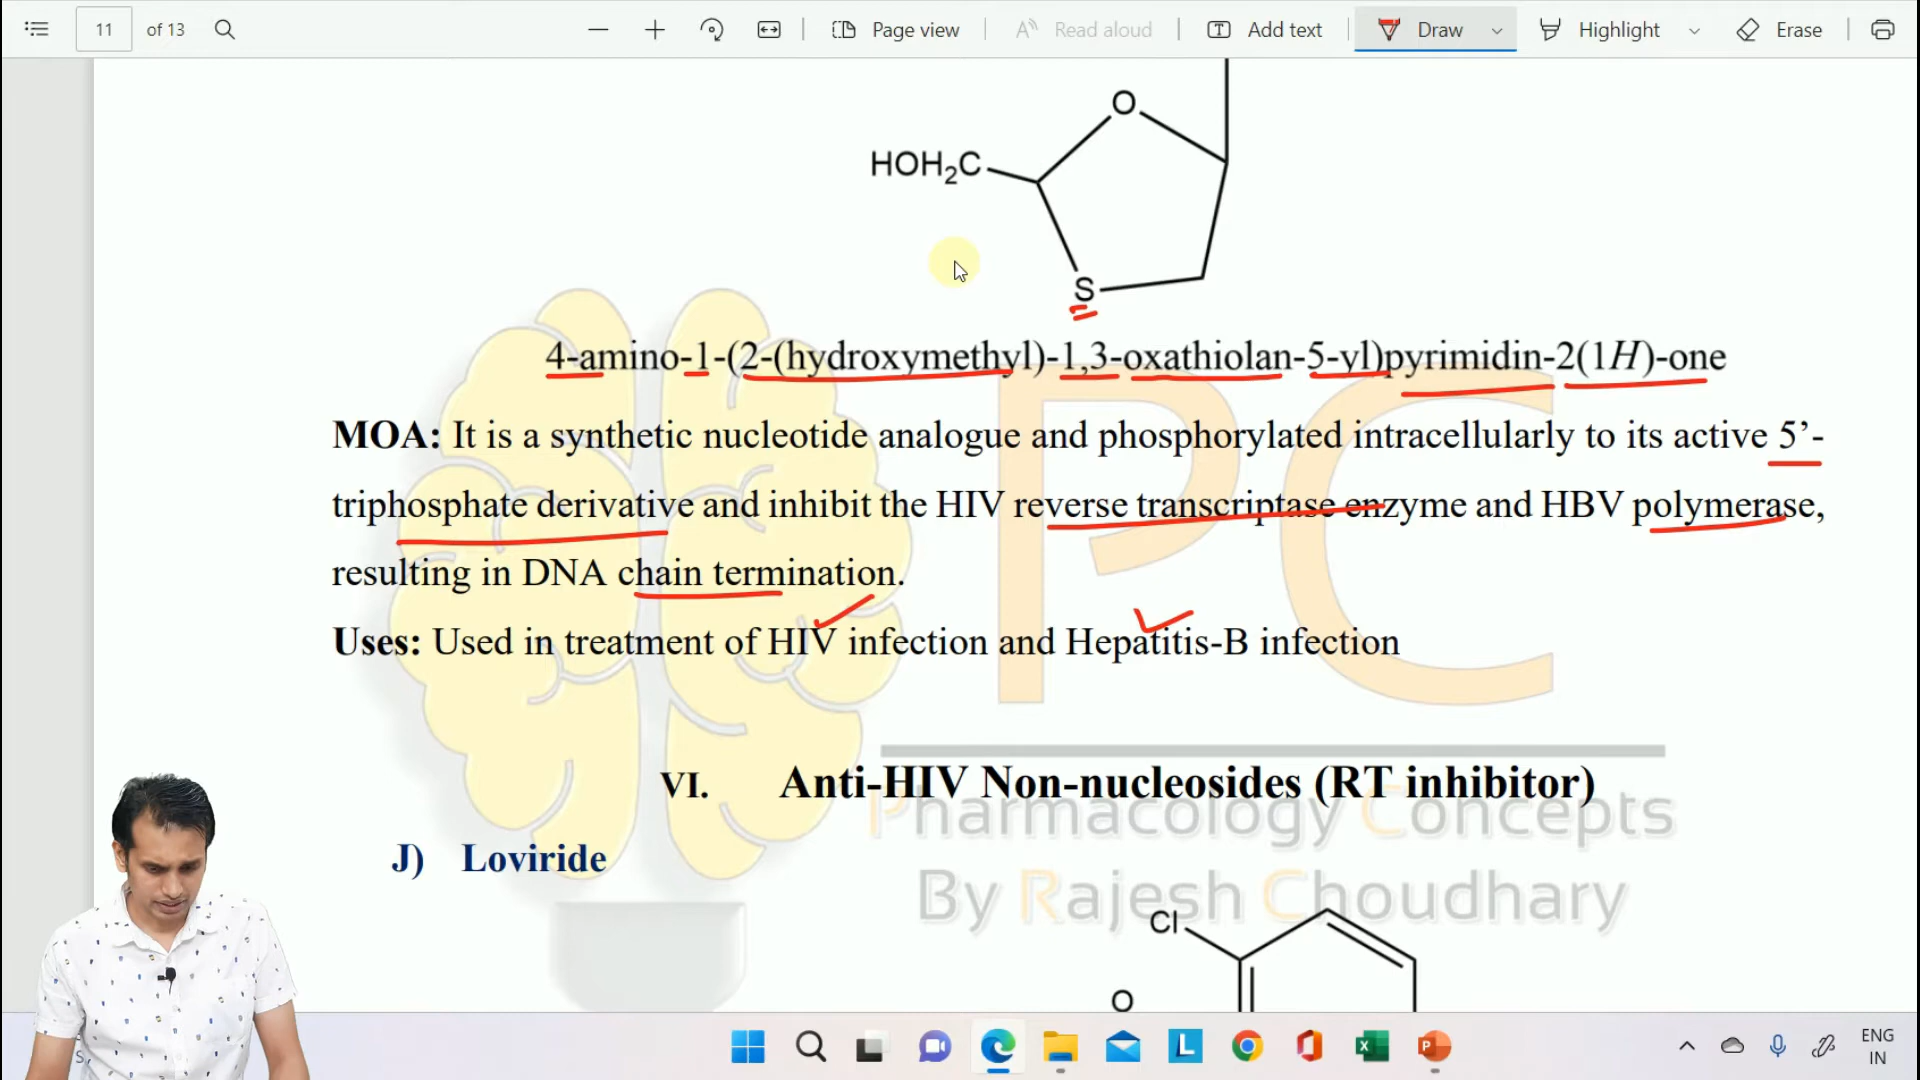 11 of 13 Page view Read aloud Add text Draw Highlight Erase
O
HOH2C
S
4-amino-1-(2-(hydroxymethyl)-1,3-oxathiolan-5-yl)pyrimidin-2(1H)-one
MOA: It is a synthetic nucleotide analogue and phosphorylated intracellularly to its active 5’-
triphosphate derivative and inhibit the HIV reverse transcriptase enzyme and HBV polymerase,
resulting in DNA chain termination.
Uses: Used in treatment of HIV infection and Hepatitis-B infection
PC
VI. Anti-HIV Non-nucleosides (RT inhibitor)
Pharmacology Concepts
J) Loviride
By Rajesh Choudhary
Cl
O
L
X
P
ENG
IN